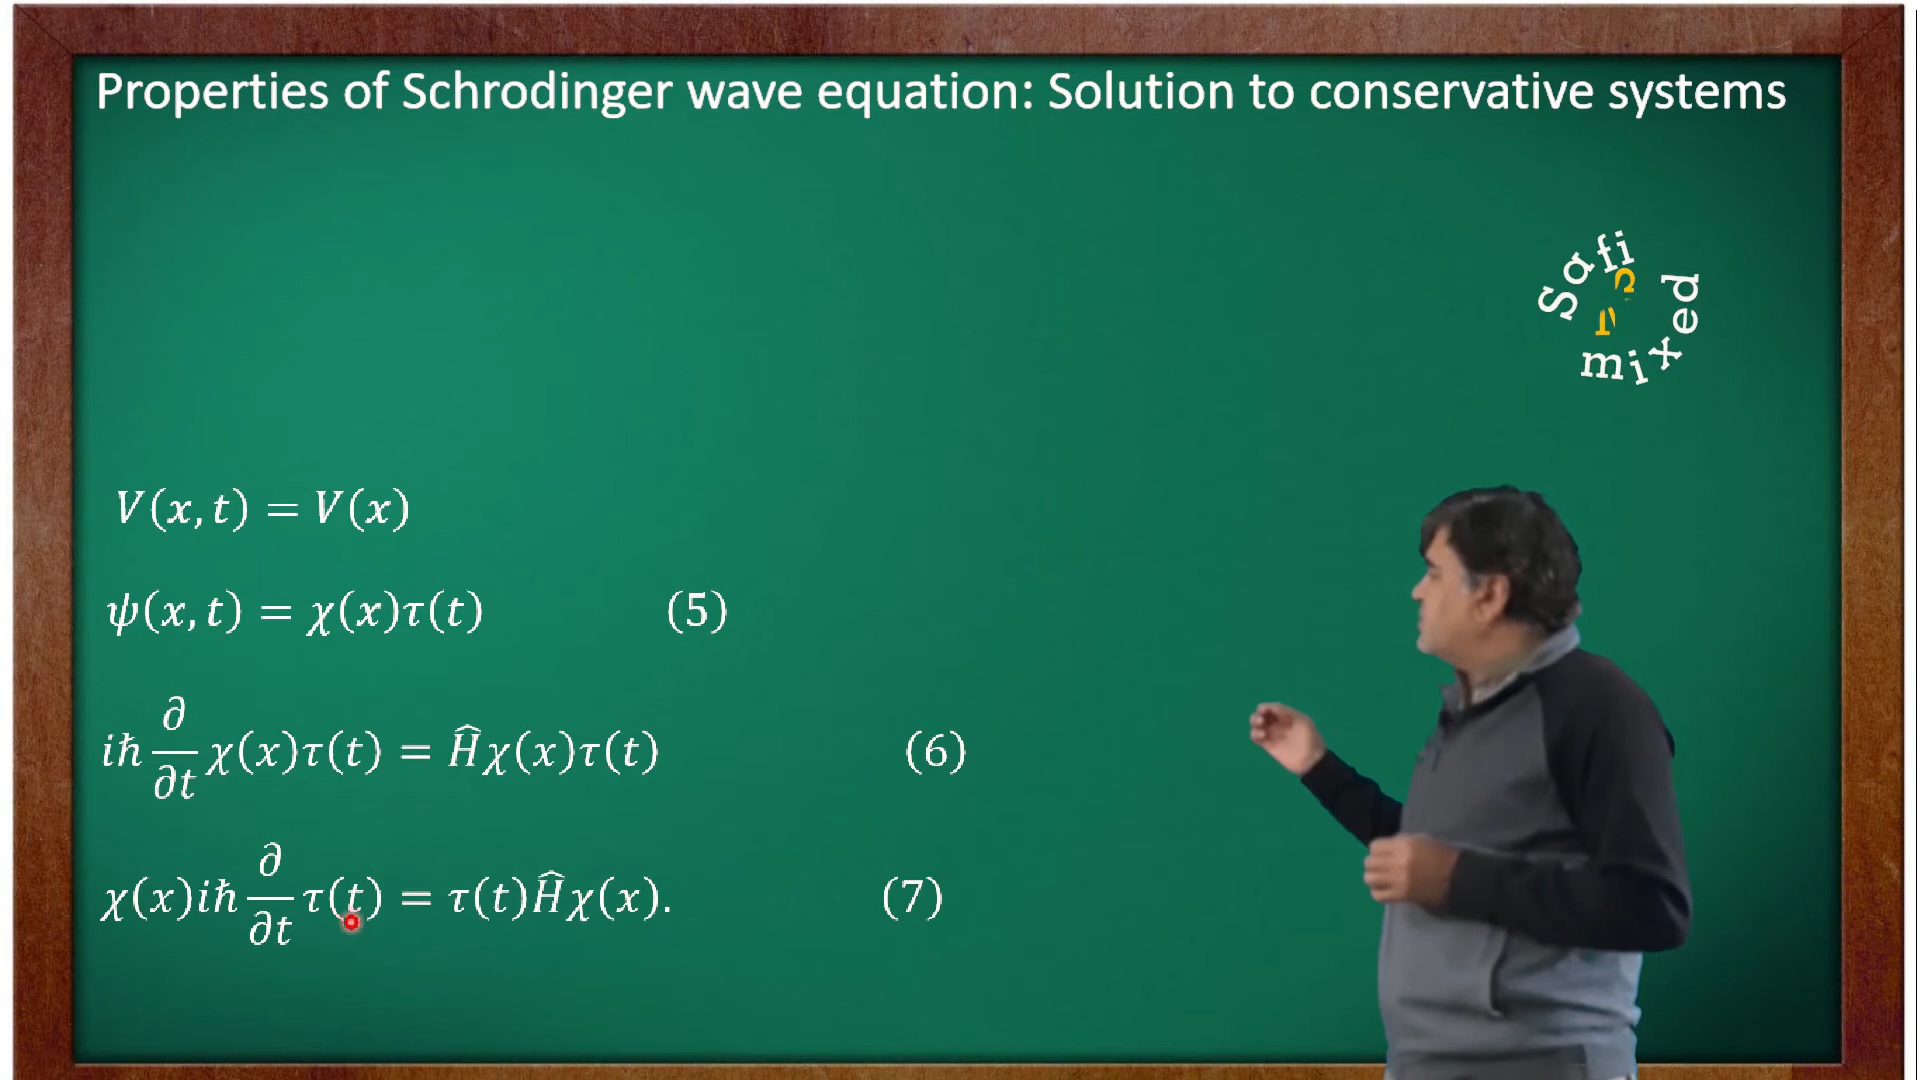 Properties of Schrodinger wave equation: Solution to conservative systems
Safi
mixed
V(x, t) = V(x)
ψ(x, t) = χ(x)τ(t) (5)
iħ ∂/∂t χ(x)τ(t) = Ĥχ(x)τ(t) (6)
χ(x)iħ ∂/∂t τ(t) = τ(t)Ĥχ(x). (7)